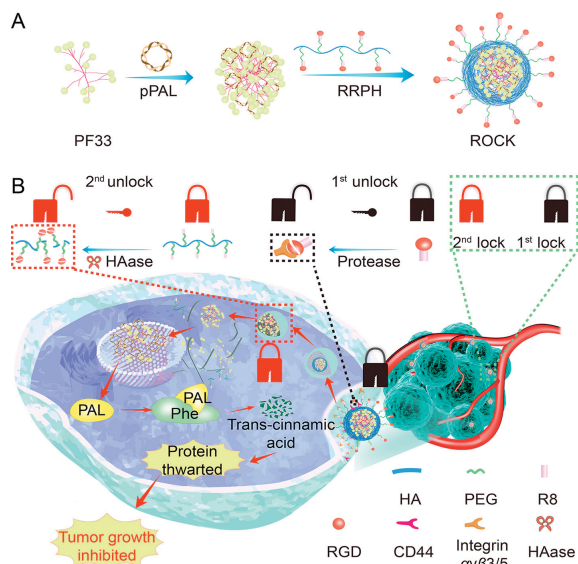 A
pPAL
RRPH
PF33
ROCK
B
2nd unlock
1st unlock
HAase
Protease
2nd lock
1st lock
PAL
PAL
Phe
Trans-cinnamic
acid
Protein
thwarted
Tumor growth
inhibited
HA
PEG
R8
RGD
CD44
Integrin
αvβ3/5
HAase